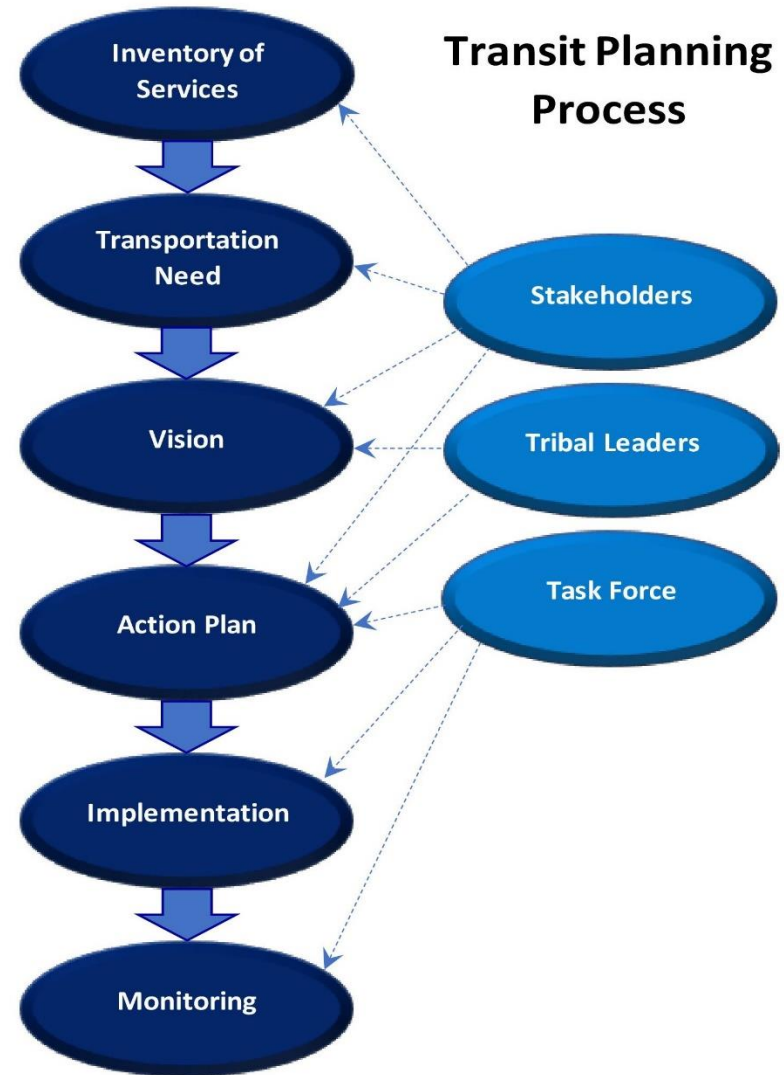 Transit Planning
Process
Inventory of
Services
Transportation
Need
Vision
Action Plan
Implementation
Monitoring
Stakeholders
Tribal Leaders
Task Force